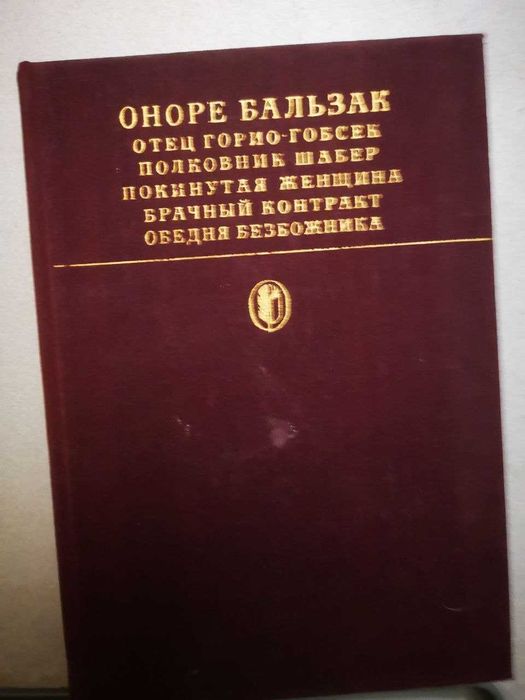 ОНОРЕ БАЛЬЗАК
ОТЕЦ ГОРИО-ГОБСЕК
ПОЛКОВНИК ШАБЕР
ПОКИНУТАЯ ЖЕНЩИНА
БРАЧНЫЙ КОНТРАКТ
ОБЕДНЯ БЕЗБОЖНИКА